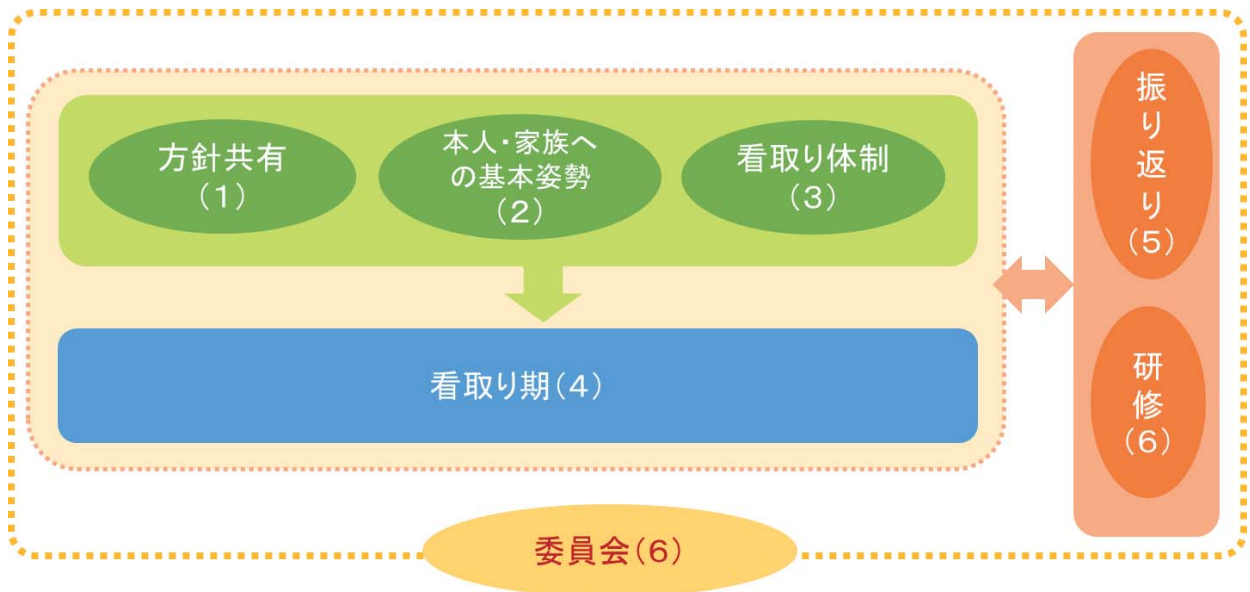 方針共有
(1)
本人・家族へ
の基本姿勢
(2)
看取り体制
(3)
看取り期(4)
振り返り
(5)
研修
(6)
委員会(6)